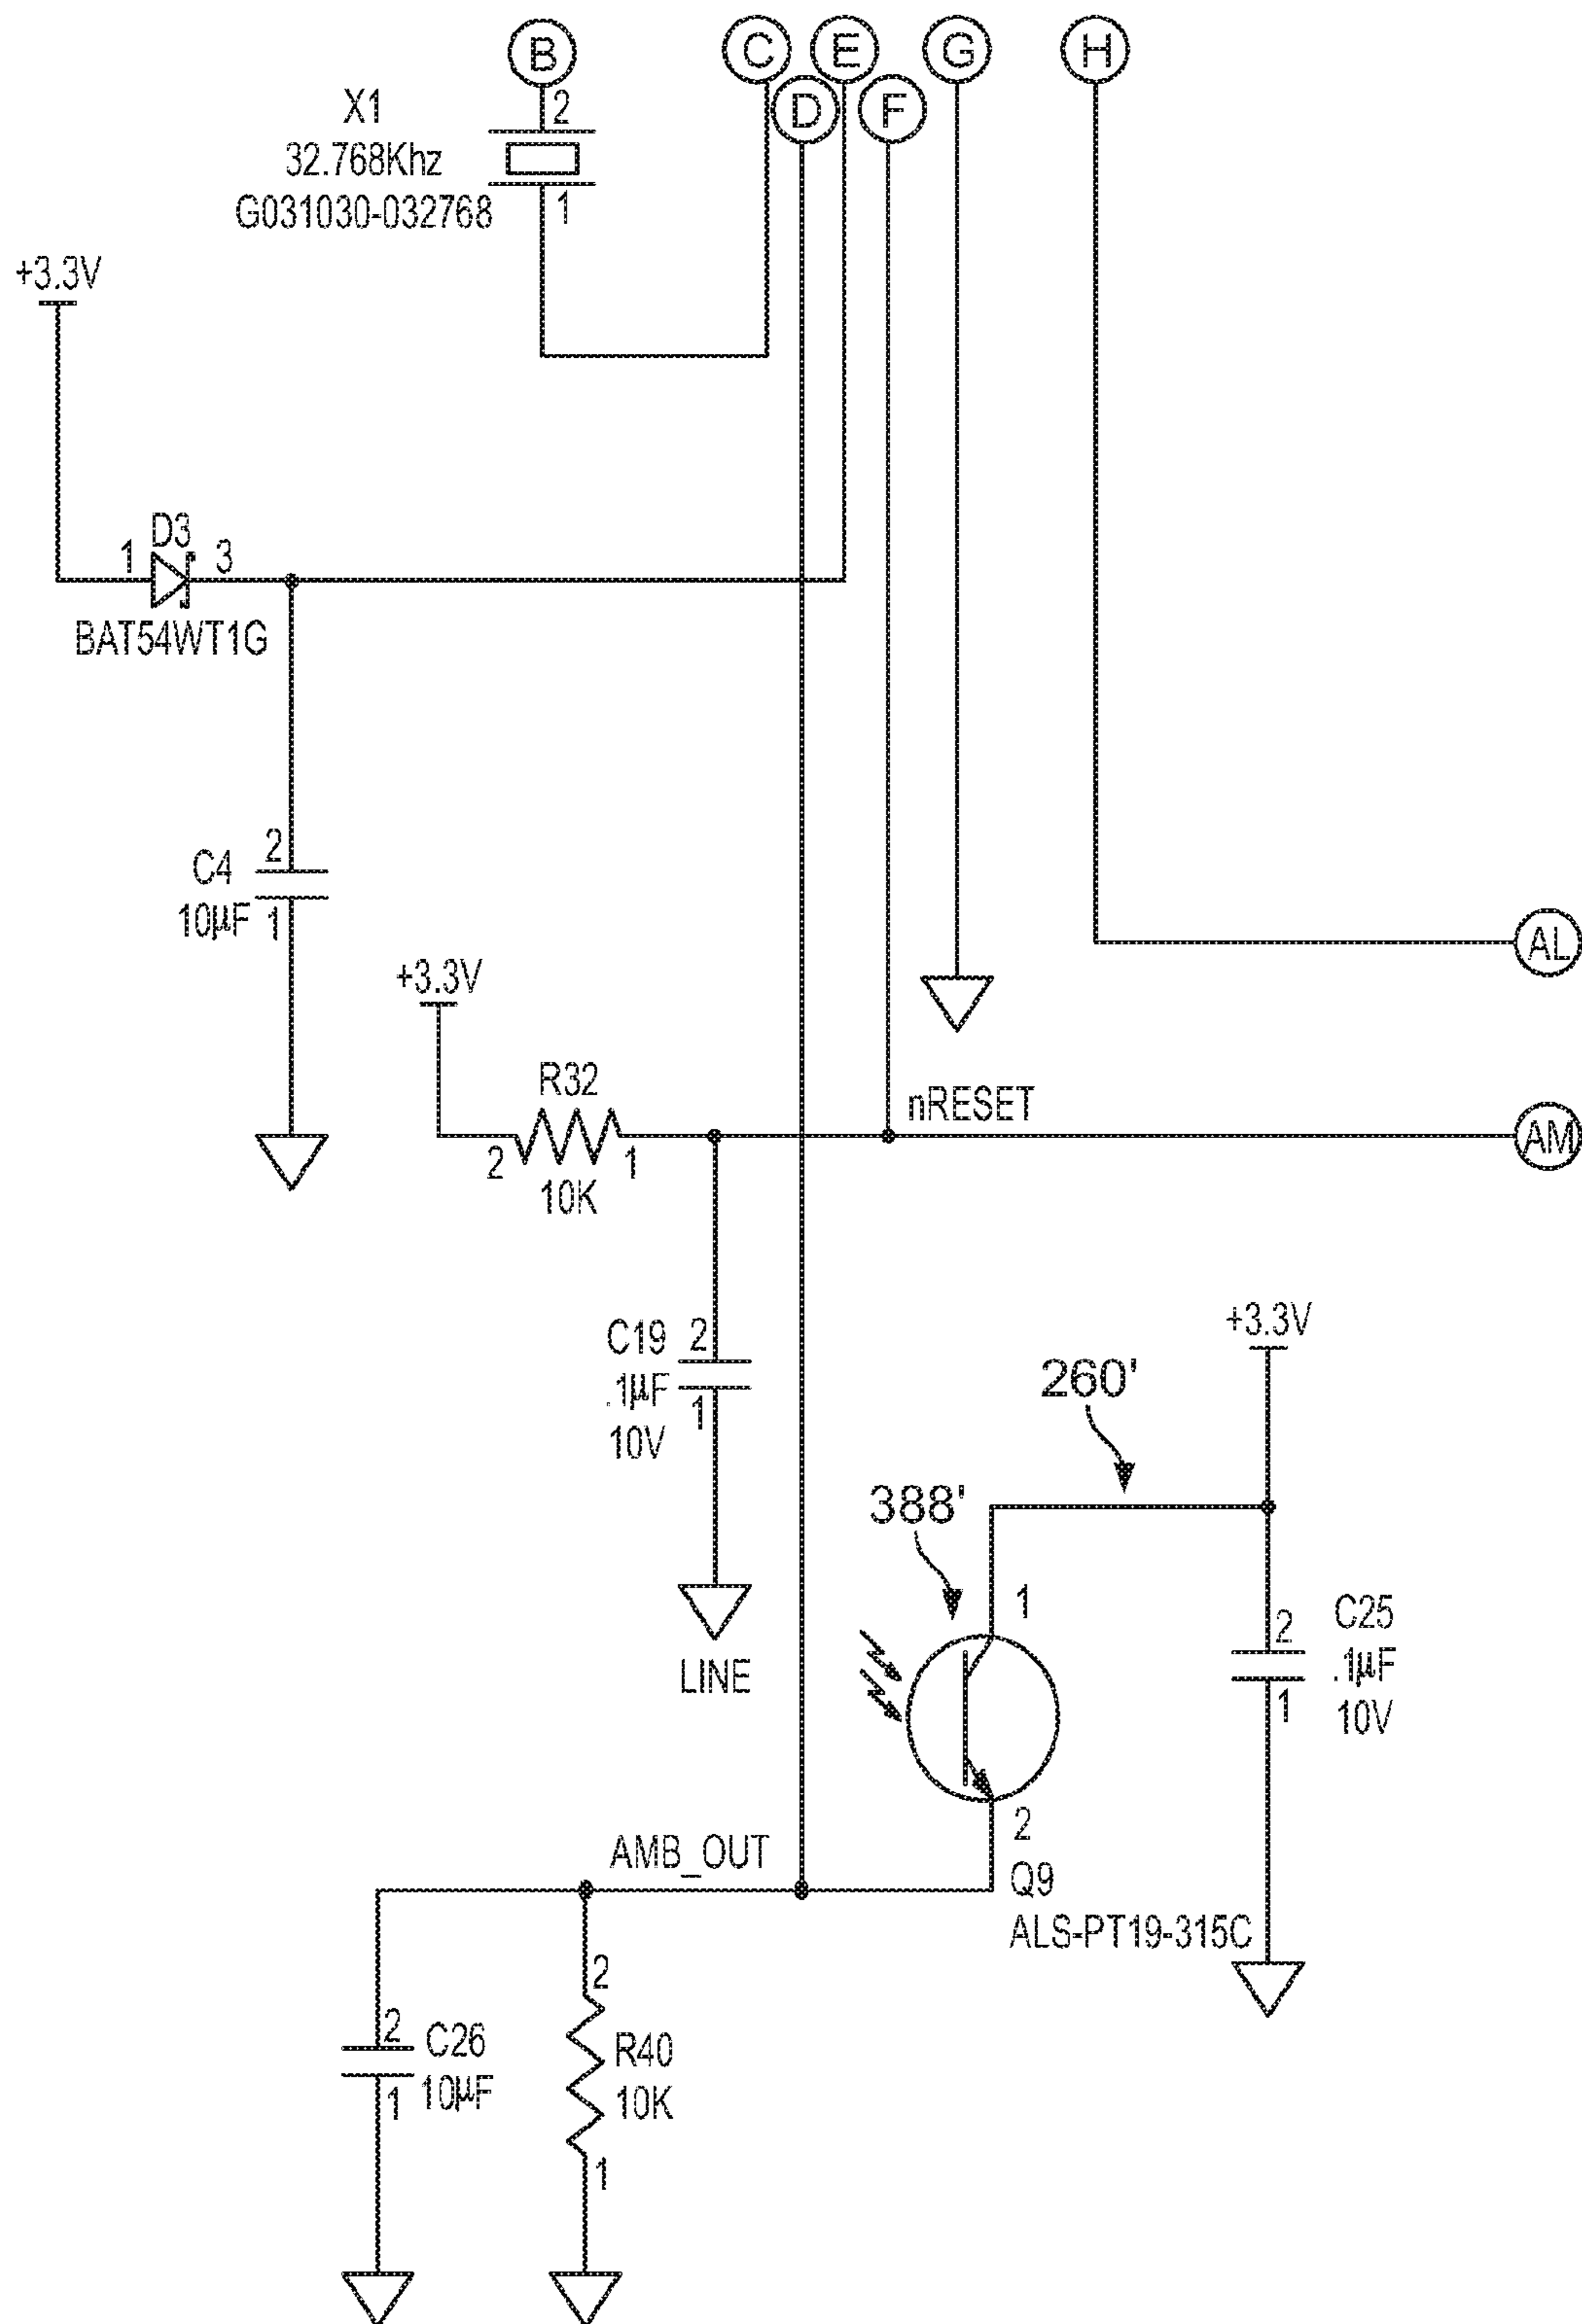 B
C
E
G
H
D
F
X1
32.768Khz
G031030-032768
2
1
+3.3V
D3
1
3
BAT54WT1G
C4
10µF
2
1
AL
+3.3V
R32
2
1
10K
nRESET
AM
C19
.1µF
10V
2
1
LINE
+3.3V
260'
388'
1
2
Q9
ALS-PT19-315C
2
1
C25
.1µF
10V
AMB_OUT
2
1
C26
10µF
2
R40
10K
1